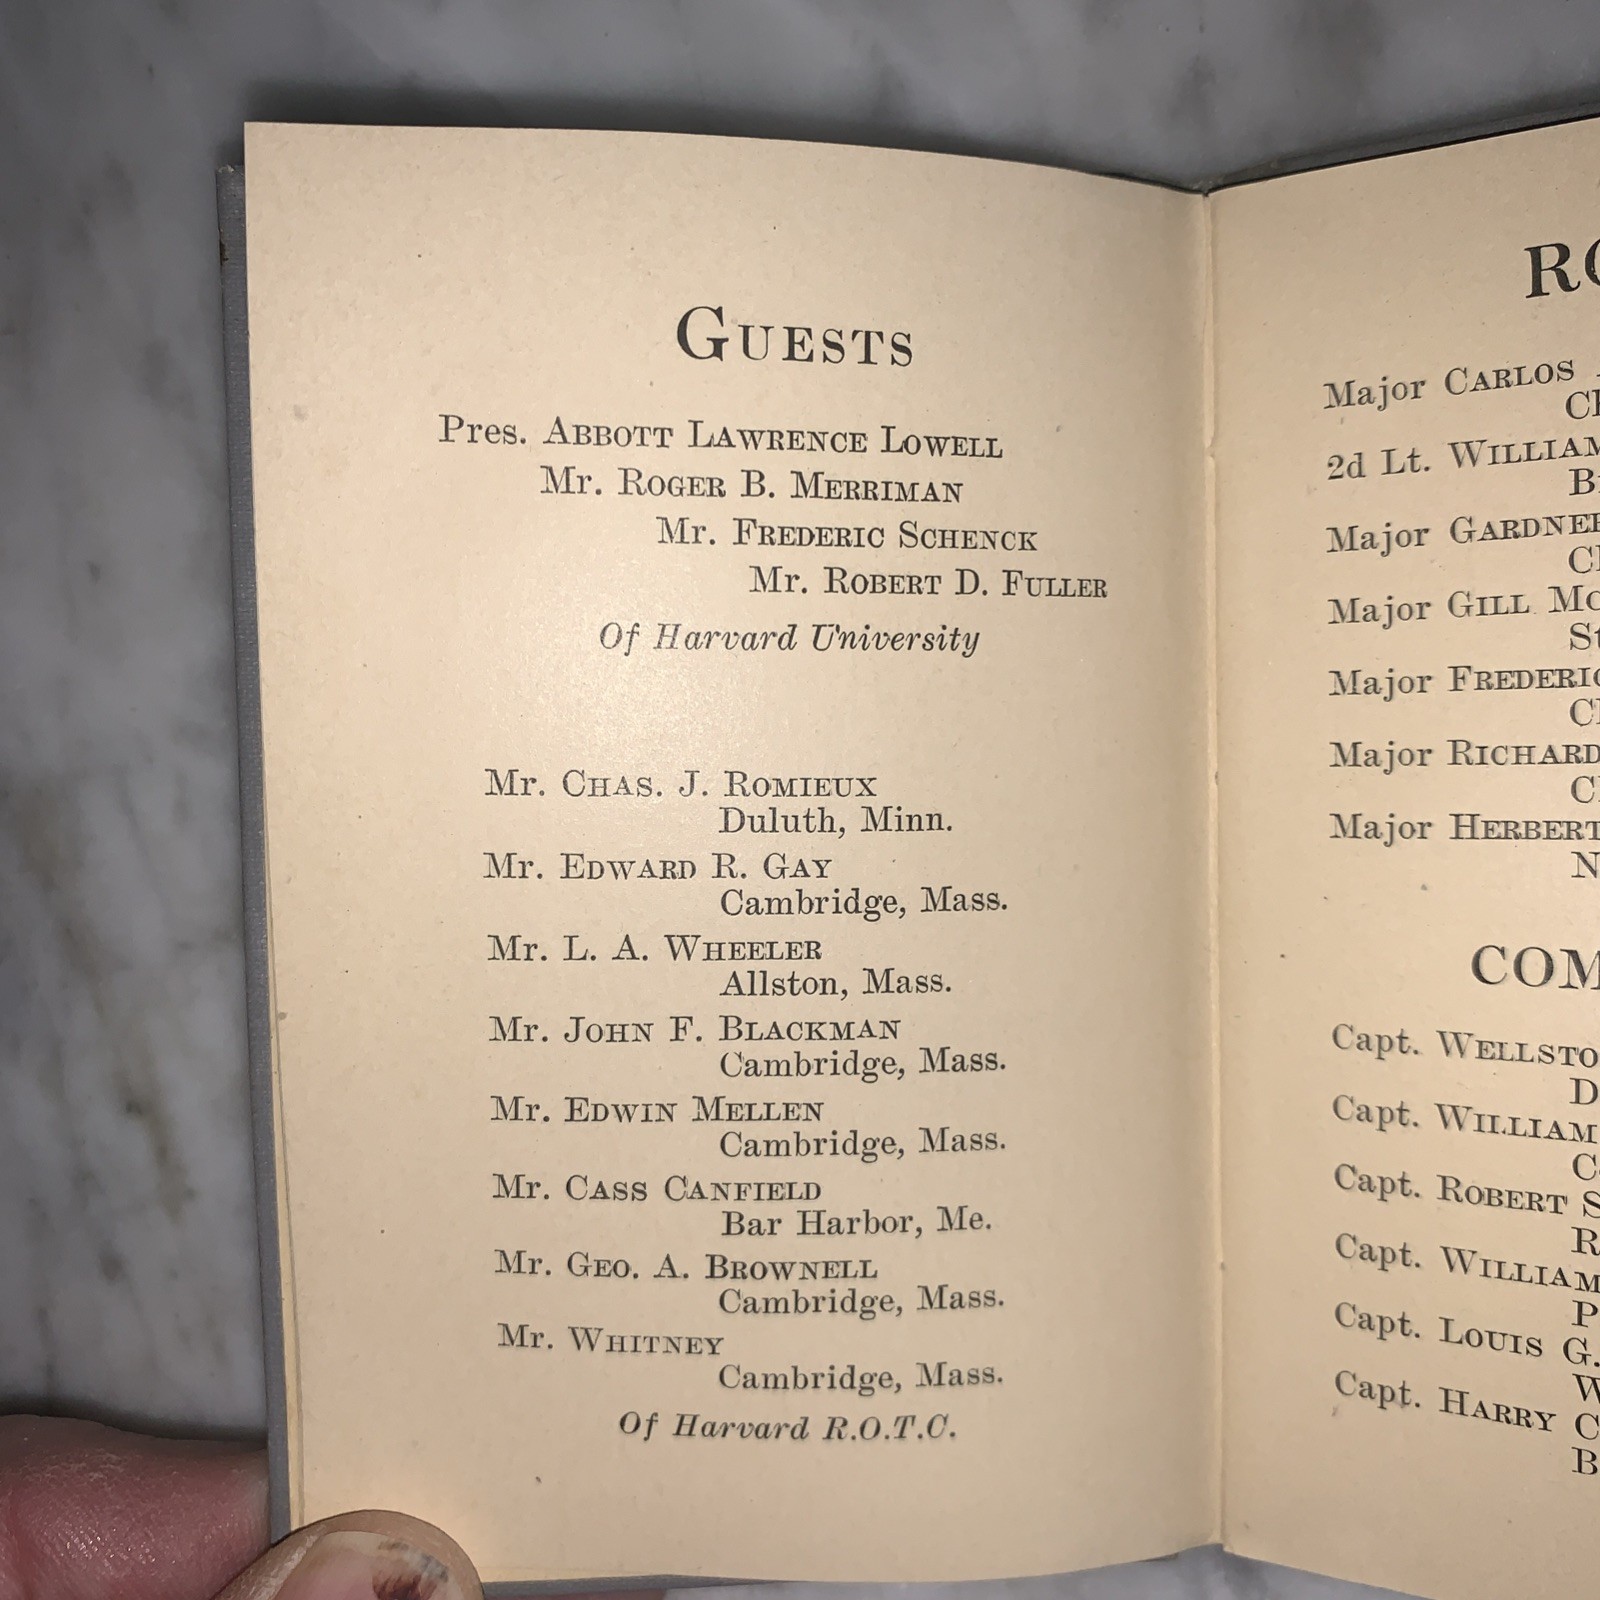 GUESTS
Pres. ABBOTT LAWRENCE LOWELL
Mr. ROGER B. MERRIMAN
Mr. FREDERIC SCHENCK
Mr. ROBERT D. FULLER
Of Harvard University
Mr. CHAS. J. ROMIEUX
Duluth, Minn.
Mr. EDWARD R. GAY
Cambridge, Mass.
Mr. L. A. WHEELER
Allston, Mass.
Mr. JOHN F. BLACKMAN
Cambridge, Mass.
Mr. EDWIN MELLEN
Cambridge, Mass.
Mr. CASS CANFIELD
Bar Harbor, Me.
Mr. GEO. A. BROWNELL
Cambridge, Mass.
Mr. WHITNEY
Cambridge, Mass.
Of Harvard R.O.T.C.
Major CARLOS
2d Lt. WILLIAM
Major GARDNER
Major GILL
Major FREDERIC
Major RICHARD
Major HERBERT
Capt.
Capt. WILLIAM
Capt. ROBERT S
Capt. WILLIAM
Capt. LOUIS G.
Capt. HARRY C